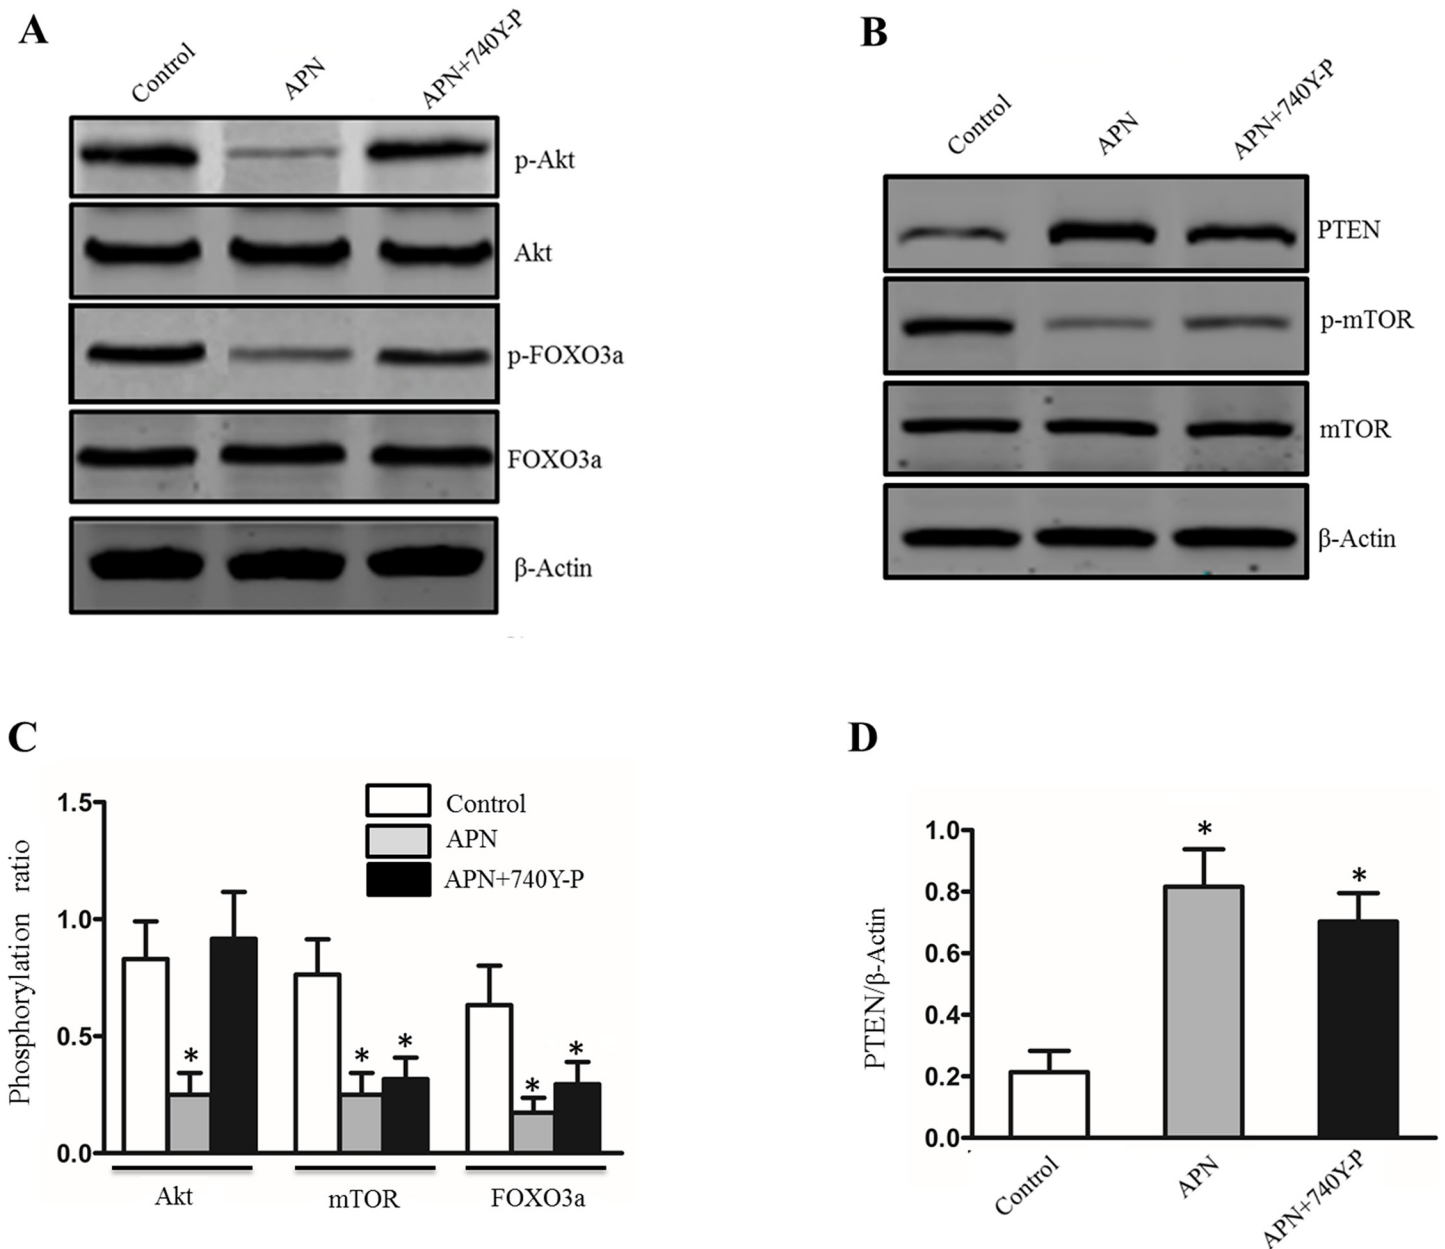 A
Control
APN
APN+740Y-P
p-Akt
Akt
p-FOXO3a
FOXO3a
β-Actin
B
Control
APN
APN+740Y-P
PTEN
p-mTOR
mTOR
β-Actin
C
Phosphorylation ratio
1.5
1.0
0.5
0.0
Control
APN
APN+740Y-P
*
*
*
*
*
Akt
mTOR
FOXO3a
D
PTEN/β-Actin
1.0
0.8
0.6
0.4
0.2
0.0
*
*
Control
APN
APN+740Y-P